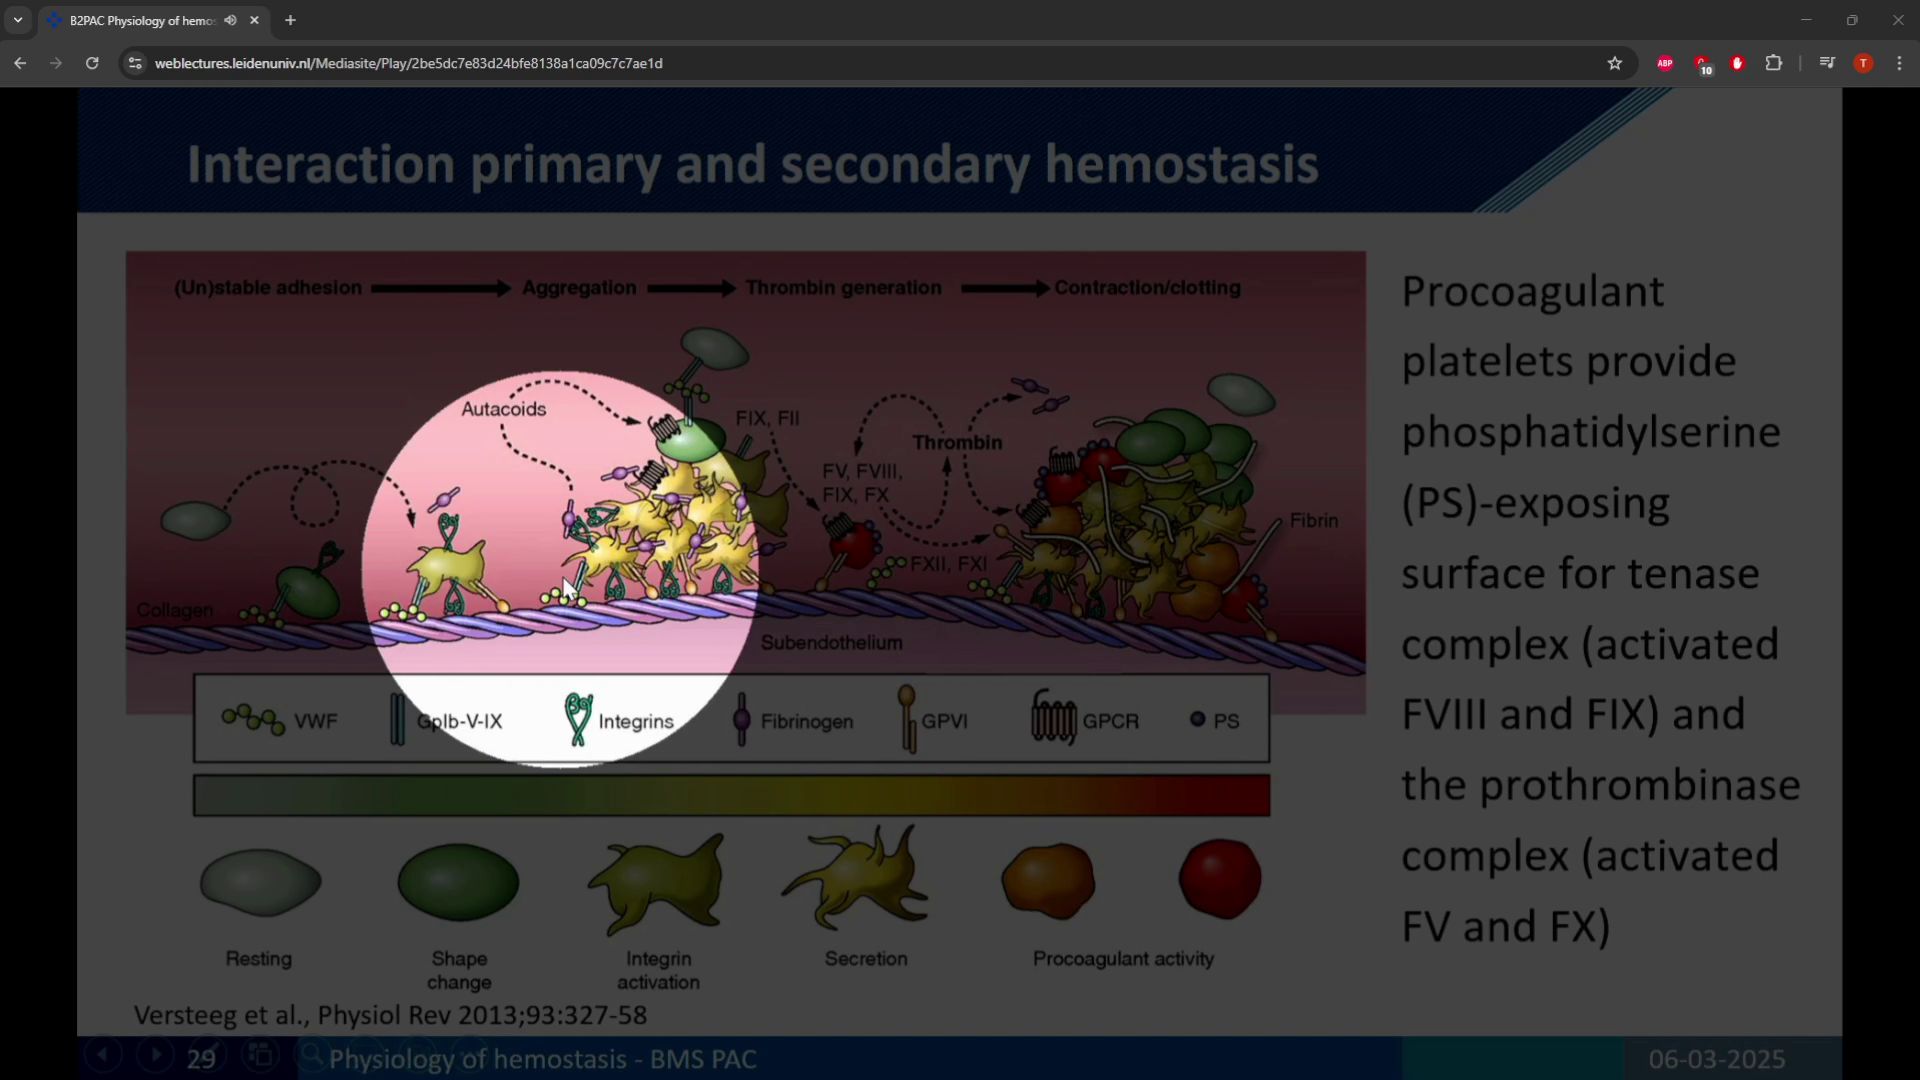 B2PAC Physiology of hemos
weblectures.leidenuniv.nl/Mediasite/Play/2be5dc7e83d24bfe8138a1ca09c7c7ae1d
ABP
10
T
Interaction primary and secondary hemostasis
(Un)stable adhesion
Aggregation
Thrombin generation
Contraction/clotting
Autacoids
FIX, FII
Thrombin
FV, FVIII,
FIX, FX
Fibrin
FXII, FXI
Collagen
Subendothelium
VWF
GpIb-V-IX
βα
Integrins
Fibrinogen
GPVI
GPCR
PS
Resting
Shape
change
Integrin
activation
Secretion
Procoagulant activity
Procoagulant
platelets provide
phosphatidylserine
(PS)-exposing
surface for tenase
complex (activated
FVIII and FIX) and
the prothrombinase
complex (activated
FV and FX)
Versteeg et al., Physiol Rev 2013;93:327-58
29
Physiology of hemostasis - BMS PAC
06-03-2025